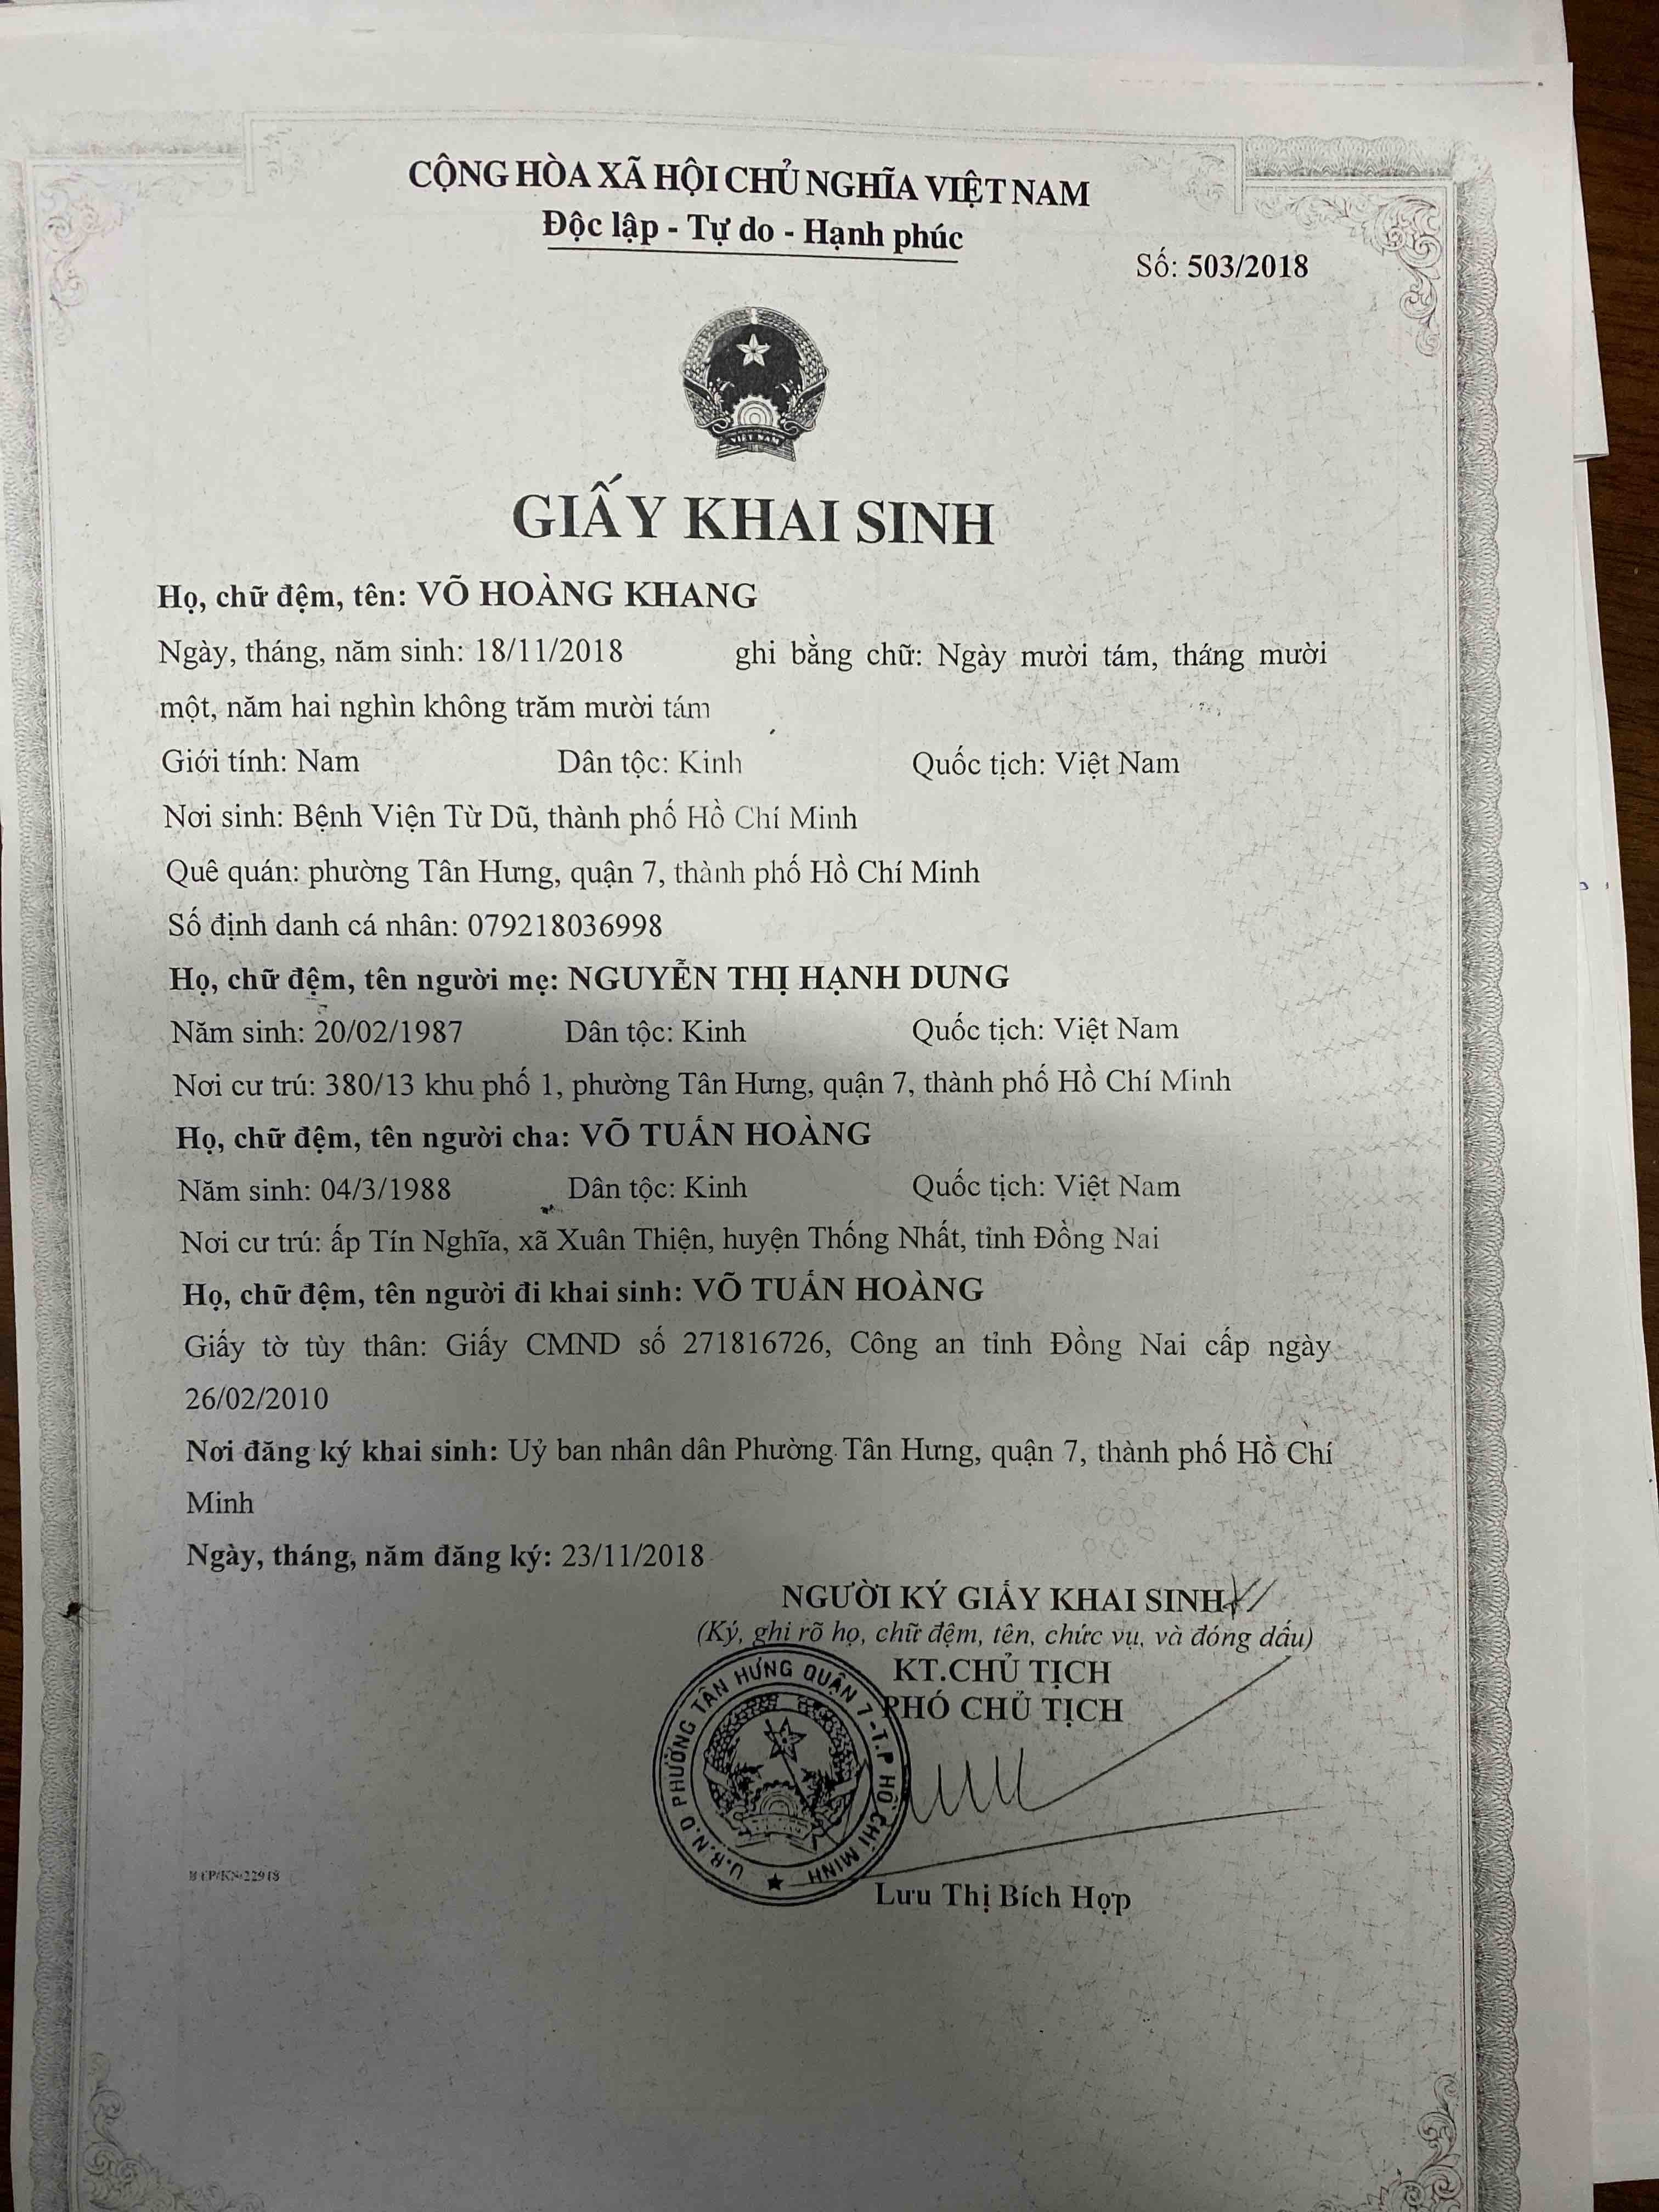 CỘNG HÒA XÃ HỘI CHỦ NGHĨA VIỆT NAM
Độc lập - Tự do - Hạnh phúc
Số: 503/2018
VIỆT NAM
GIẤY KHAI SINH
Họ, chữ đệm, tên: VÕ HOÀNG KHANG
Ngày, tháng, năm sinh: 18/11/2018 ghi bằng chữ: Ngày mười tám, tháng mười
một, năm hai nghìn không trăm mười tám
Giới tính: Nam Dân tộc: Kinh Quốc tịch: Việt Nam
Nơi sinh: Bệnh Viện Từ Dũ, thành phố Hồ Chí Minh
Quê quán: phường Tân Hưng, quận 7, thành phố Hồ Chí Minh
Số định danh cá nhân: 079218036998
Họ, chữ đệm, tên người mẹ: NGUYỄN THỊ HẠNH DUNG
Năm sinh: 20/02/1987 Dân tộc: Kinh Quốc tịch: Việt Nam
Nơi cư trú: 380/13 khu phố 1, phường Tân Hưng, quận 7, thành phố Hồ Chí Minh
Họ, chữ đệm, tên người cha: VÕ TUẤN HOÀNG
Năm sinh: 04/3/1988 Dân tộc: Kinh Quốc tịch: Việt Nam
Nơi cư trú: ấp Tín Nghĩa, xã Xuân Thiện, huyện Thống Nhất, tỉnh Đồng Nai
Họ, chữ đệm, tên người đi khai sinh: VÕ TUẤN HOÀNG
Giấy tờ tùy thân: Giấy CMND số 271816726, Công an tỉnh Đồng Nai cấp ngày
26/02/2010
Nơi đăng ký khai sinh: Uỷ ban nhân dân Phường Tân Hưng, quận 7, thành phố Hồ Chí
Minh
Ngày, tháng, năm đăng ký: 23/11/2018
NGƯỜI KÝ GIẤY KHAI SINH
(Ký, ghi rõ họ, chữ đệm, tên, chức vụ, và đóng dấu)
KT.CHỦ TỊCH
PHÓ CHỦ TỊCH
U.B.N.D PHƯỜNG TÂN HƯNG QUẬN 7 - T.P HỒ CHÍ MINH
Lưu Thị Bích Hợp